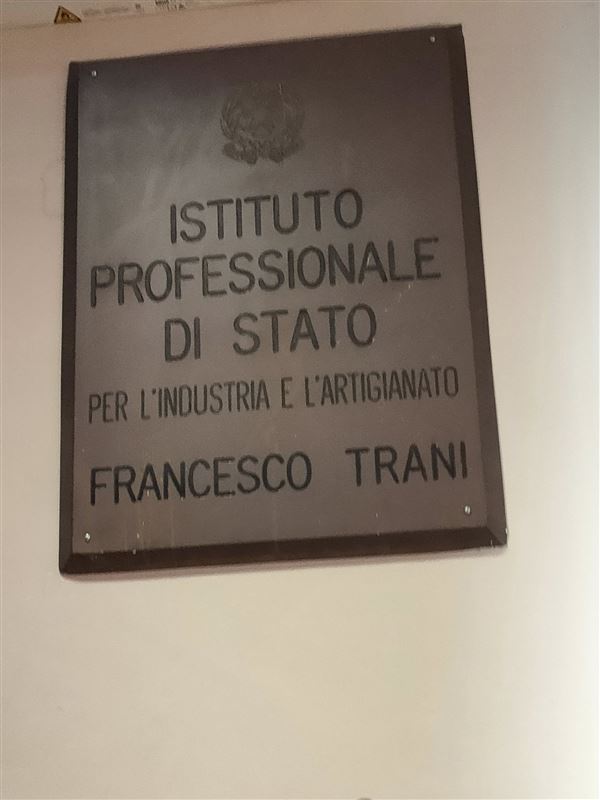 ISTITUTO
PROFESSIONALE
DI STATO
PER L'INDUSTRIA E L'ARTIGIANATO
FRANCESCO TRANI